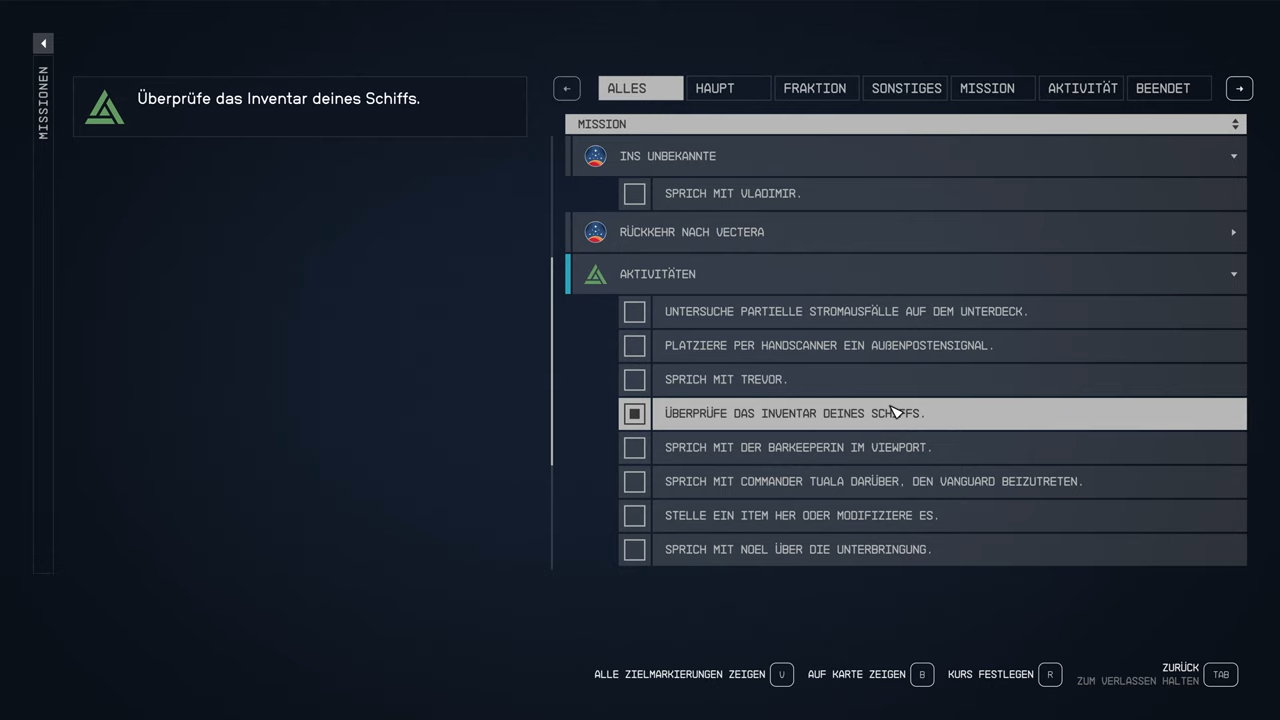 MISSIONEN
Überprüfe das Inventar deines Schiffs.
ALLES HAUPT FRAKTION SONSTIGES MISSION AKTIVITÄT BEENDET
MISSION
INS UNBEKANNTE
SPRICH MIT VLADIMIR.
RÜCKKEHR NACH VECTERA
AKTIVITÄTEN
UNTERSUCHE PARTIELLE STROMAUSFÄLLE AUF DEM UNTERDECK.
PLATZIERE PER HANDSCANNER EIN AUßENPOSTENSIGNAL.
SPRICH MIT TREVOR.
ÜBERPRÜFE DAS INVENTAR DEINES SCHIFFS.
SPRICH MIT DER BARKEEPERIN IM VIEWPORT.
SPRICH MIT COMMANDER TUALA DARÜBER, DEN VANGUARD BEIZUTRETEN.
STELLE EIN ITEM HER ODER MODIFIZIERE ES.
SPRICH MIT NOEL ÜBER DIE UNTERBRINGUNG.
ALLE ZIELMARKIERUNGEN ZEIGEN V AUF KARTE ZEIGEN B KURS FESTLEGEN R ZURÜCK TAB
ZUM VERLASSEN HALTEN